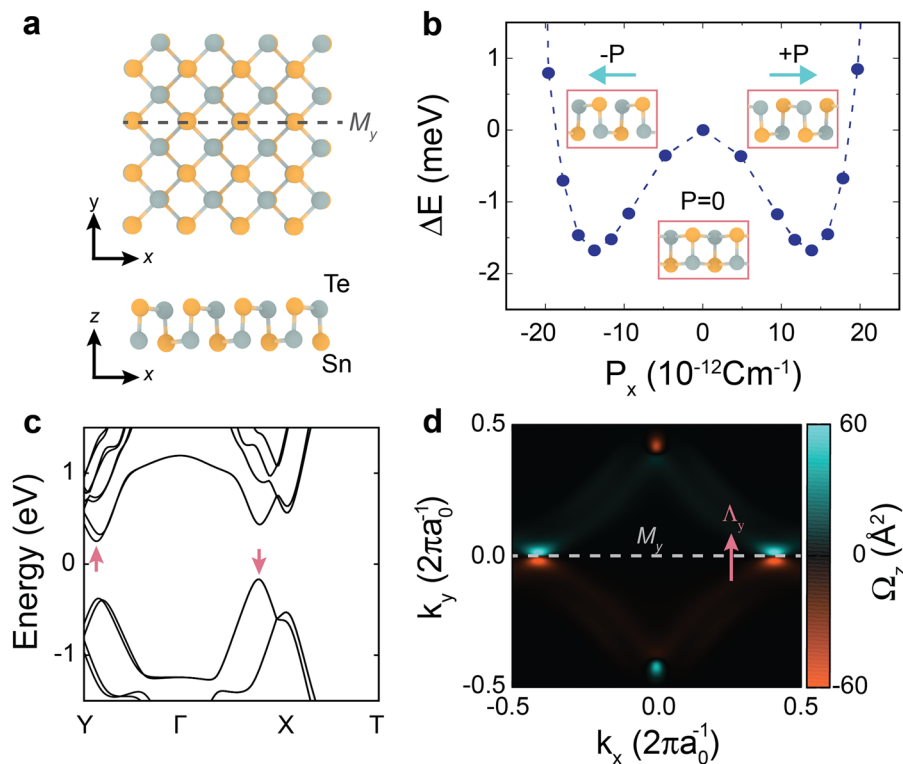 a
M_y
y
x
Te
z
Sn
x
b
-P
+P
P=0
ΔE (meV)
1
0
-1
-2
-20
-10
0
10
20
P_x (10^-12Cm^-1)
c
Energy (eV)
1
0
-1
Y
Γ
X
T
d
0.5
0.0
-0.5
k_y (2πa_0^-1)
M_y
Λ_y
-0.5
0.0
0.5
k_x (2πa_0^-1)
60
0
-60
Ω_z (Å^2)